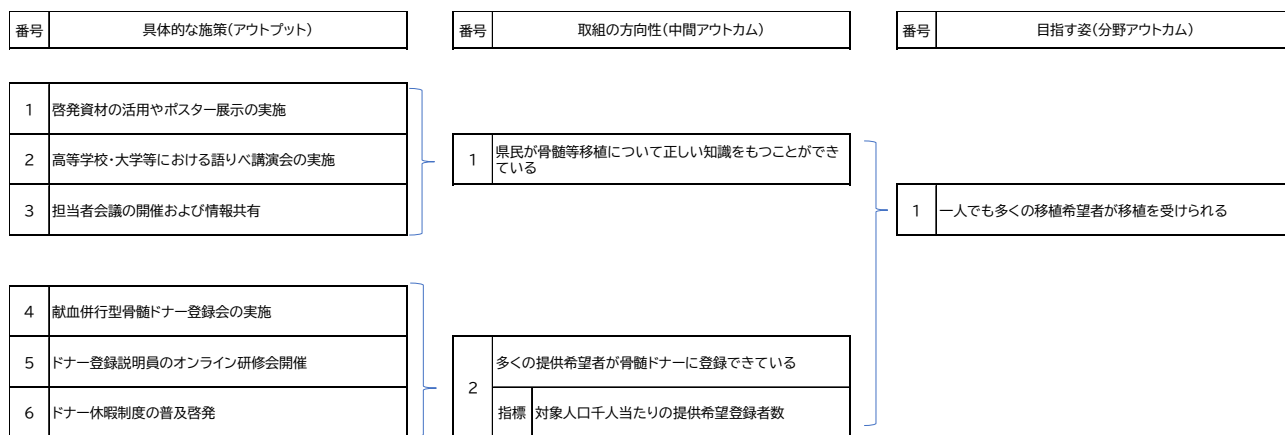 番号 具体的な施策(アウトプット) 番号 取組の方向性(中間アウトカム) 番号 目指す姿(分野アウトカム)
1 啓発資材の活用やポスター展示の実施
2 高等学校・大学等における語りべ講演会の実施
3 担当者会議の開催および情報共有
1 県民が骨髄等移植について正しい知識をもつことができ
ている
1 一人でも多くの移植希望者が移植を受けられる
4 献血併行型骨髄ドナー登録会の実施
5 ドナー登録説明員のオンライン研修会開催
6 ドナー休暇制度の普及啓発
2 多くの提供希望者が骨髄ドナーに登録できている
指標 対象人口千人当たりの提供希望登録者数